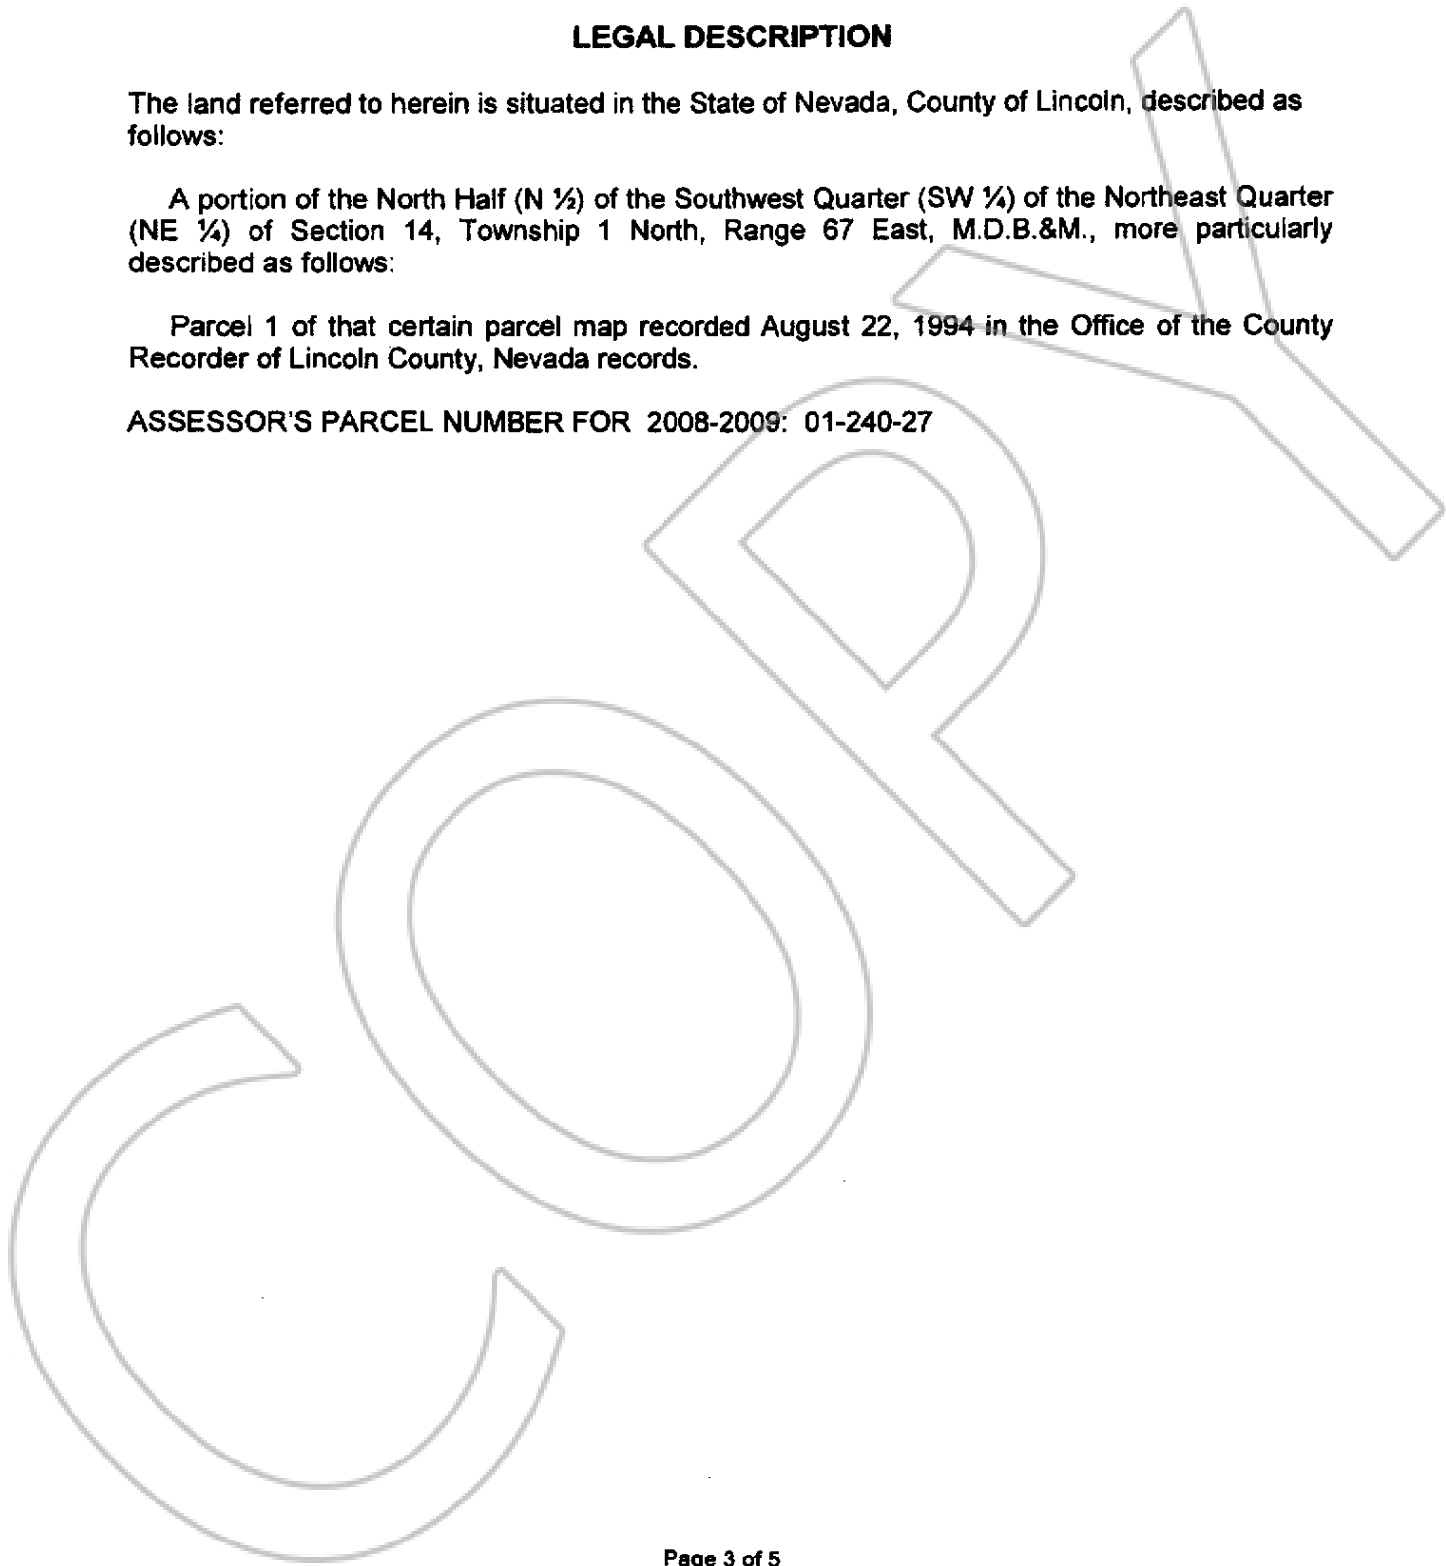 LEGAL DESCRIPTION
The land referred to herein is situated in the State of Nevada, County of Lincoln, described as
follows:
A portion of the North Half (N ½) of the Southwest Quarter (SW ¼) of the Northeast Quarter
(NE ¼) of Section 14, Township 1 North, Range 67 East, M.D.B.&M., more particularly
described as follows:
Parcel 1 of that certain parcel map recorded August 22, 1994 in the Office of the County
Recorder of Lincoln County, Nevada records.
ASSESSOR'S PARCEL NUMBER FOR 2008-2009: 01-240-27
COPY
Page 3 of 5